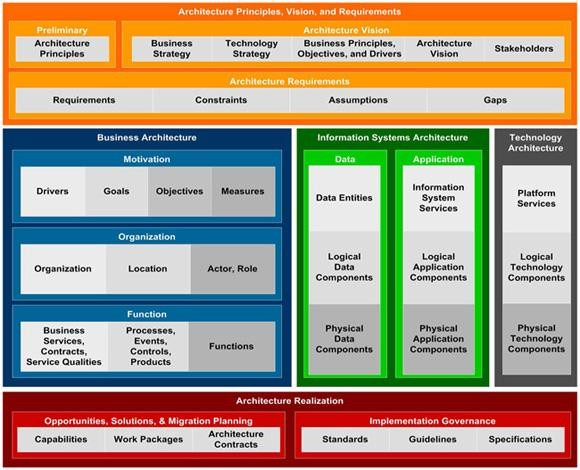 Architecture Principles, Vision, and Requirements
Preliminary
Architecture Vision
Architecture
Principles
Business
Strategy
Technology
Strategy
Business Principles,
Objectives, and Drivers
Architecture
Vision
Stakeholders
Architecture Requirements
Requirements
Constraints
Assumptions
Gaps
Business Architecture
Motivation
Drivers
Goals
Objectives
Measures
Organization
Organization
Location
Actor, Role
Function
Business
Services,
Contracts,
Service Qualities
Processes,
Events,
Controls,
Products
Functions
Information Systems Architecture
Data
Data Entities
Logical
Data
Components
Physical
Data
Components
Application
Information
System
Services
Logical
Application
Components
Physical
Application
Components
Technology
Architecture
Platform
Services
Logical
Technology
Components
Physical
Technology
Components
Architecture Realization
Opportunities, Solutions, & Migration Planning
Capabilities
Work Packages
Architecture
Contracts
Implementation Governance
Standards
Guidelines
Specifications